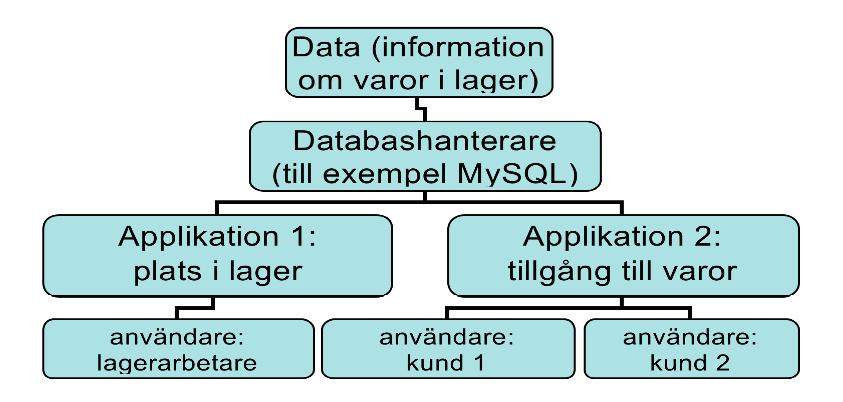 Data (information
om varor i lager)
Databashanterare
(till exempel MySQL)
Applikation 1:
plats i lager
Applikation 2:
tillgång till varor
användare:
lagerarbetare
användare:
kund 1
användare:
kund 2